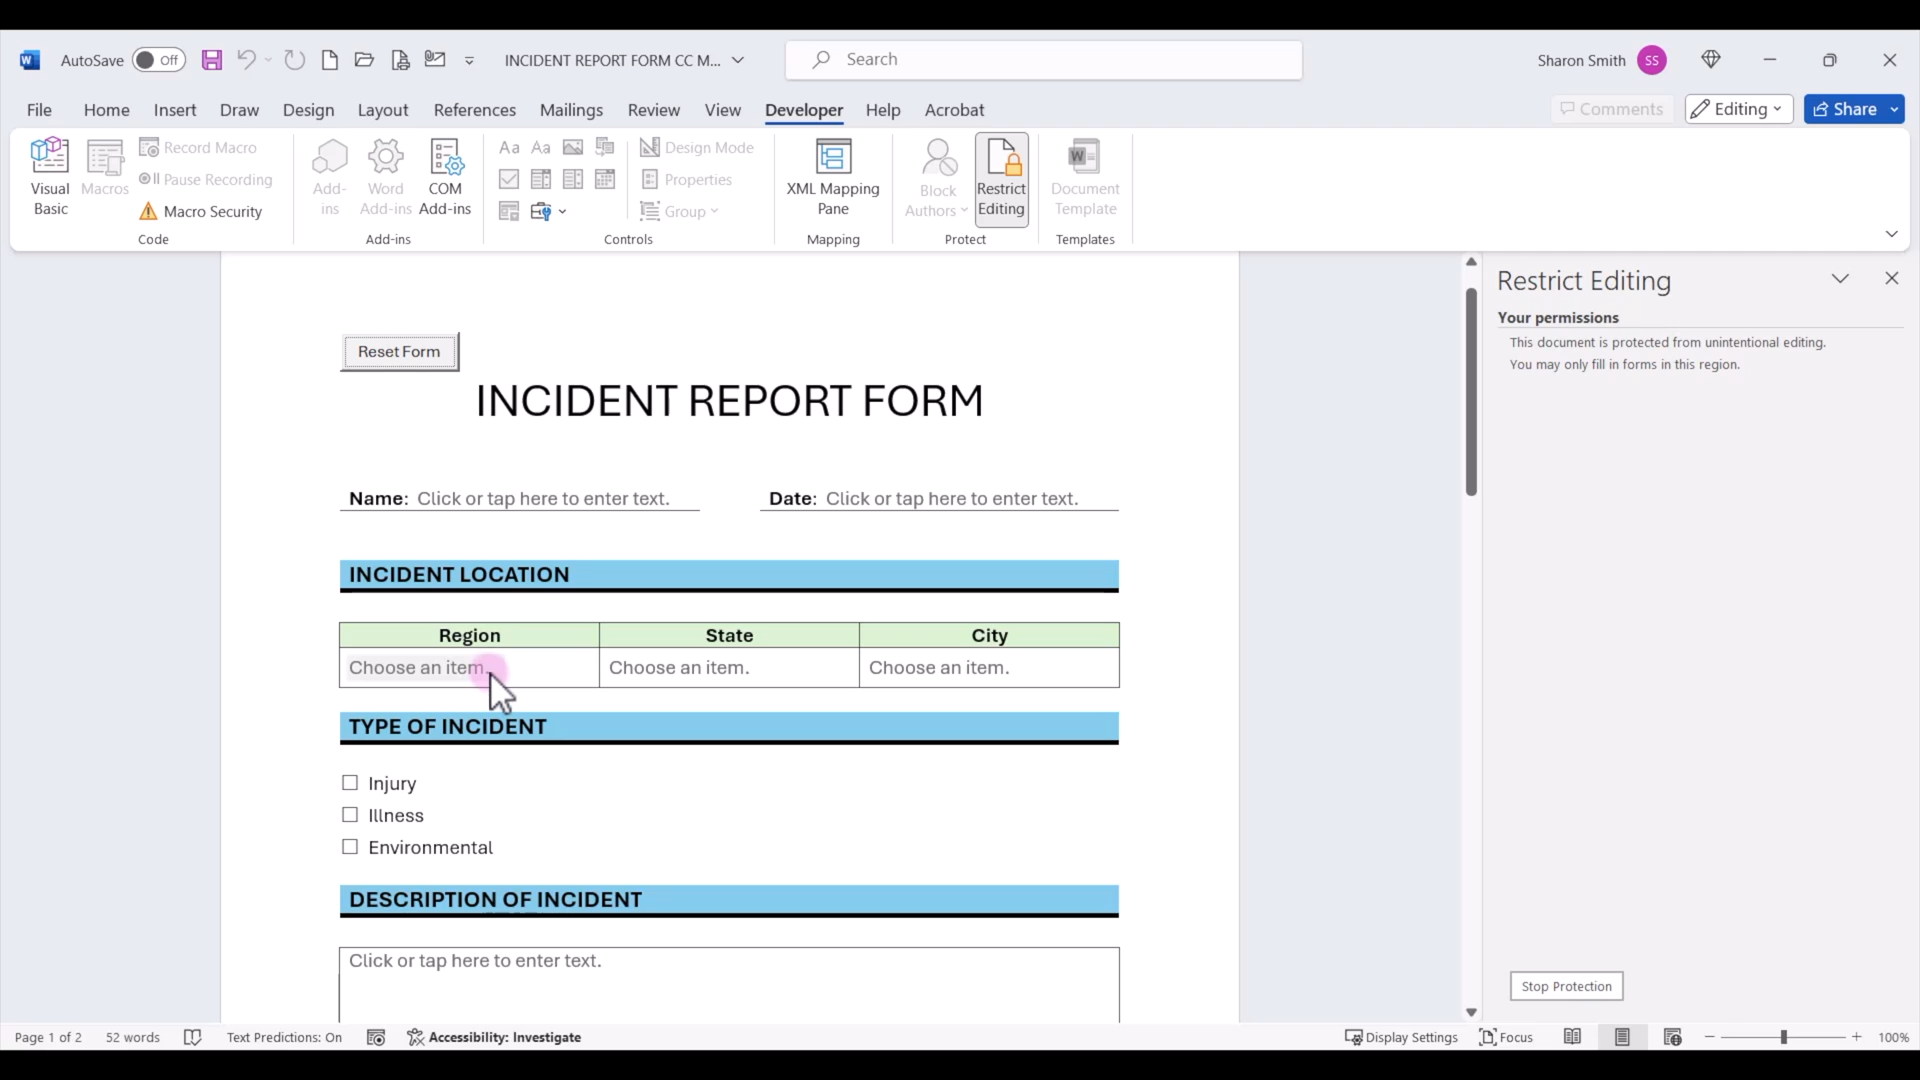 AutoSave Off INCIDENT REPORT FORM CC M... Search Sharon Smith SS
File Home Insert Draw Design Layout References Mailings Review View Developer Help Acrobat Comments Editing Share
Visual Basic
Macros
Record Macro
Pause Recording
Macro Security
Code
Add-ins
Word Add-ins
COM Add-ins
Add-ins
Aa Aa
Design Mode
Properties
Group
Controls
XML Mapping Pane
Mapping
Block Authors
Restrict Editing
Protect
Document Template
Templates
Reset Form
INCIDENT REPORT FORM
Name: Click or tap here to enter text. Date: Click or tap here to enter text.
INCIDENT LOCATION
Region State City
Choose an item. Choose an item. Choose an item.
TYPE OF INCIDENT
☐ Injury
☐ Illness
☐ Environmental
DESCRIPTION OF INCIDENT
Click or tap here to enter text.
Restrict Editing
Your permissions
This document is protected from unintentional editing.
You may only fill in forms in this region.
Stop Protection
Page 1 of 2 52 words Text Predictions: On Accessibility: Investigate Display Settings Focus 100%